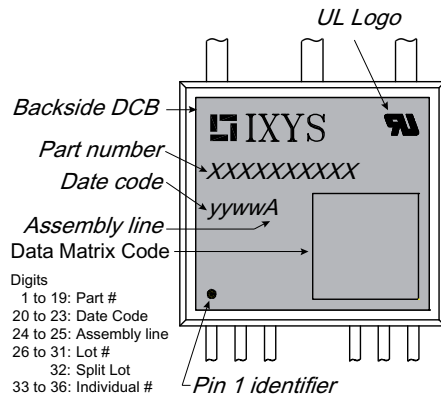 UL Logo
Backside DCB
IXYS
Part number
XXXXXXXXXX
Date code
yywwA
Assembly line
Data Matrix Code
Digits
1 to 19: Part #
20 to 23: Date Code
24 to 25: Assembly line
26 to 31: Lot #
32: Split Lot
33 to 36: Individual #
Pin 1 identifier